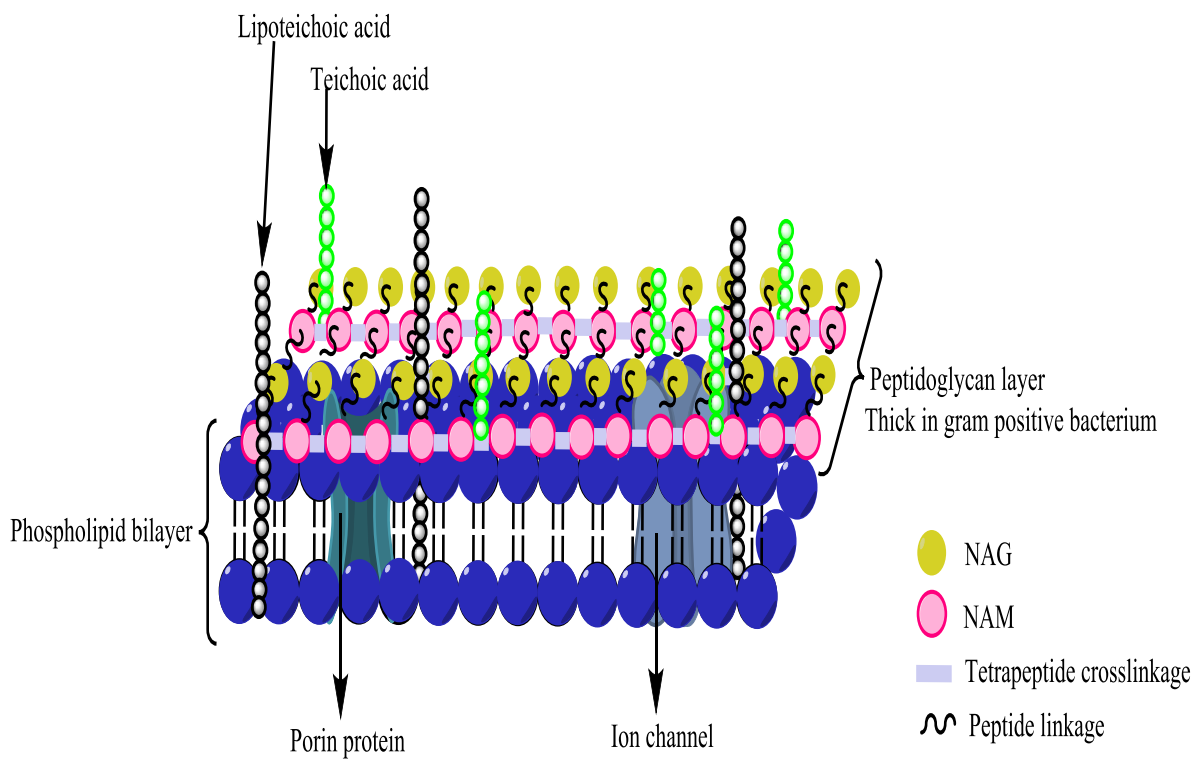 Lipoteichoic acid
Teichoic acid
Peptidoglycan layer
Thick in gram positive bacterium
Phospholipid bilayer
NAG
NAM
Tetrapeptide crosslinkage
Peptide linkage
Porin protein
Ion channel